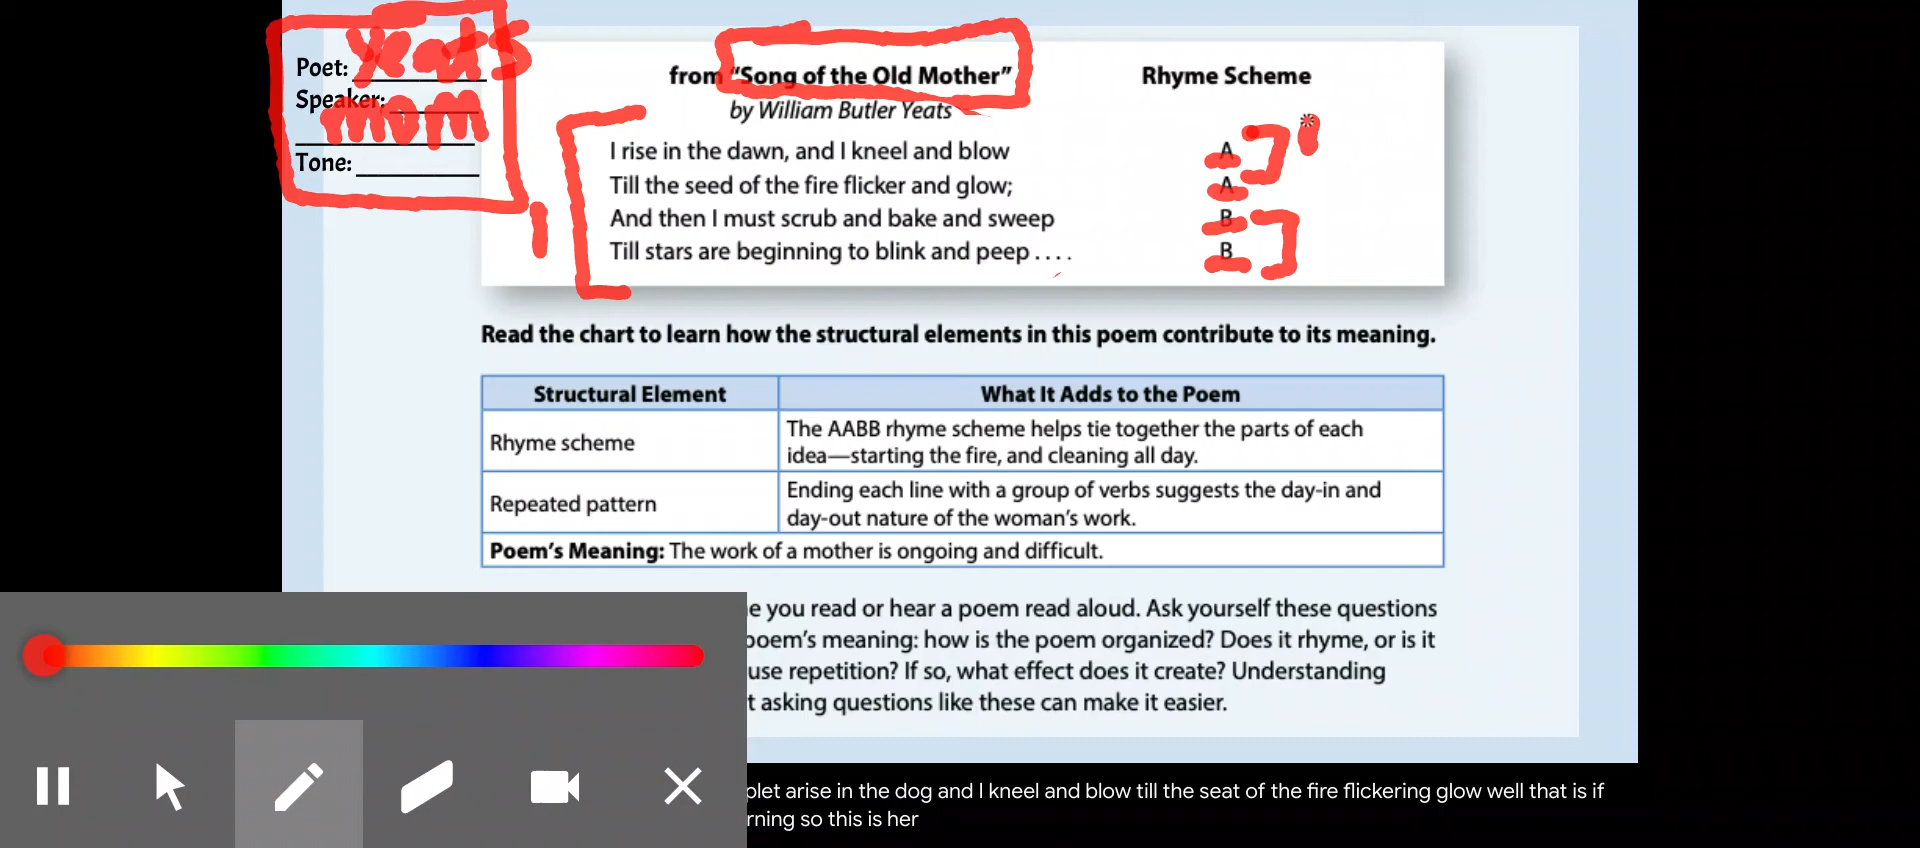 Poet: Yeats
Speaker: mom
Tone:
from "Song of the Old Mother"
by William Butler Yeats
Rhyme Scheme
I rise in the dawn, and I kneel and blow A
Till the seed of the fire flicker and glow; A
And then I must scrub and bake and sweep B
Till stars are beginning to blink and peep . . . . B
1
Read the chart to learn how the structural elements in this poem contribute to its meaning.
Structural Element What It Adds to the Poem
Rhyme scheme The AABB rhyme scheme helps tie together the parts of each
idea—starting the fire, and cleaning all day.
Repeated pattern Ending each line with a group of verbs suggests the day-in and
day-out nature of the woman's work.
Poem's Meaning: The work of a mother is ongoing and difficult.
you read or hear a poem read aloud. Ask yourself these questions
poem's meaning: how is the poem organized? Does it rhyme, or is it
use repetition? If so, what effect does it create? Understanding
asking questions like these can make it easier.
plet arise in the dog and I kneel and blow till the seat of the fire flickering glow well that is if
rning so this is her